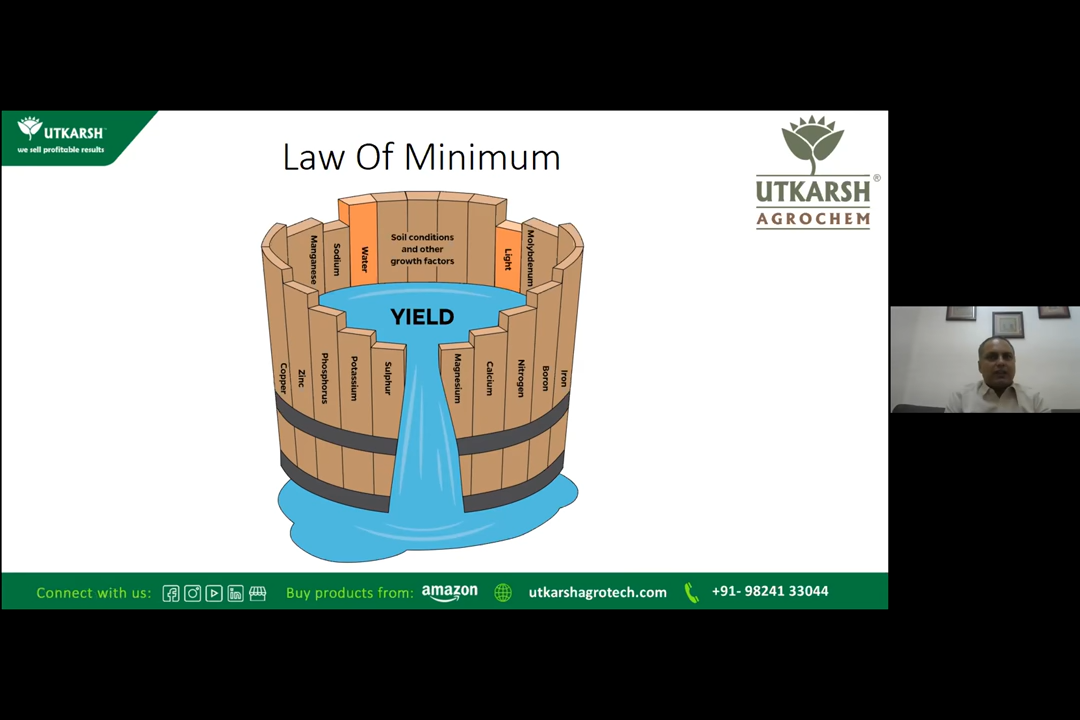 UTKARSH
we sell profitable results
Law Of Minimum
UTKARSH®
AGROCHEM
Manganese
Sodium
Water
Soil conditions
and other
growth factors
Light
Molybdenum
YIELD
Copper
Zinc
Phosphorus
Potassium
Sulphur
Magnesium
Calcium
Nitrogen
Boron
Iron
Connect with us:
Buy products from: amazon
utkarshagrotech.com
+91- 98241 33044